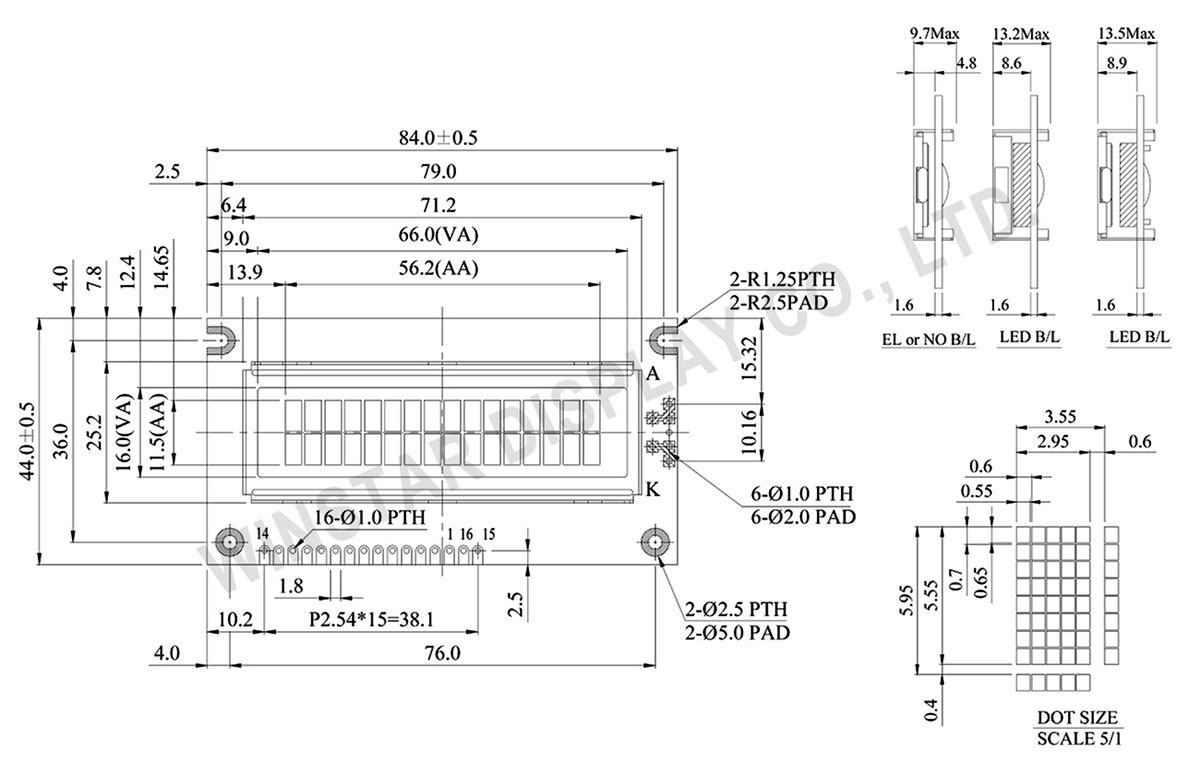 84.0±0.5
2.5
79.0
6.4
71.2
9.0
66.0(VA)
13.9
56.2(AA)
4.0
7.8
12.4
14.65
2-R1.25PTH
2-R2.5PAD
44.0±0.5
36.0
25.2
16.0(VA)
11.5(AA)
A
K
15.32
10.16
6-Ø1.0 PTH
6-Ø2.0 PAD
16-Ø1.0 PTH
14
1
16
15
1.8
2.5
10.2
P2.54*15=38.1
4.0
76.0
2-Ø2.5 PTH
2-Ø5.0 PAD
9.7Max
4.8
1.6
EL or NO B/L
13.2Max
8.6
1.6
LED B/L
13.5Max
8.9
1.6
LED B/L
3.55
2.95
0.6
0.6
0.55
5.95
5.55
0.7
0.65
0.4
DOT SIZE
SCALE 5/1
WINSTAR DISPLAY CO., LTD.